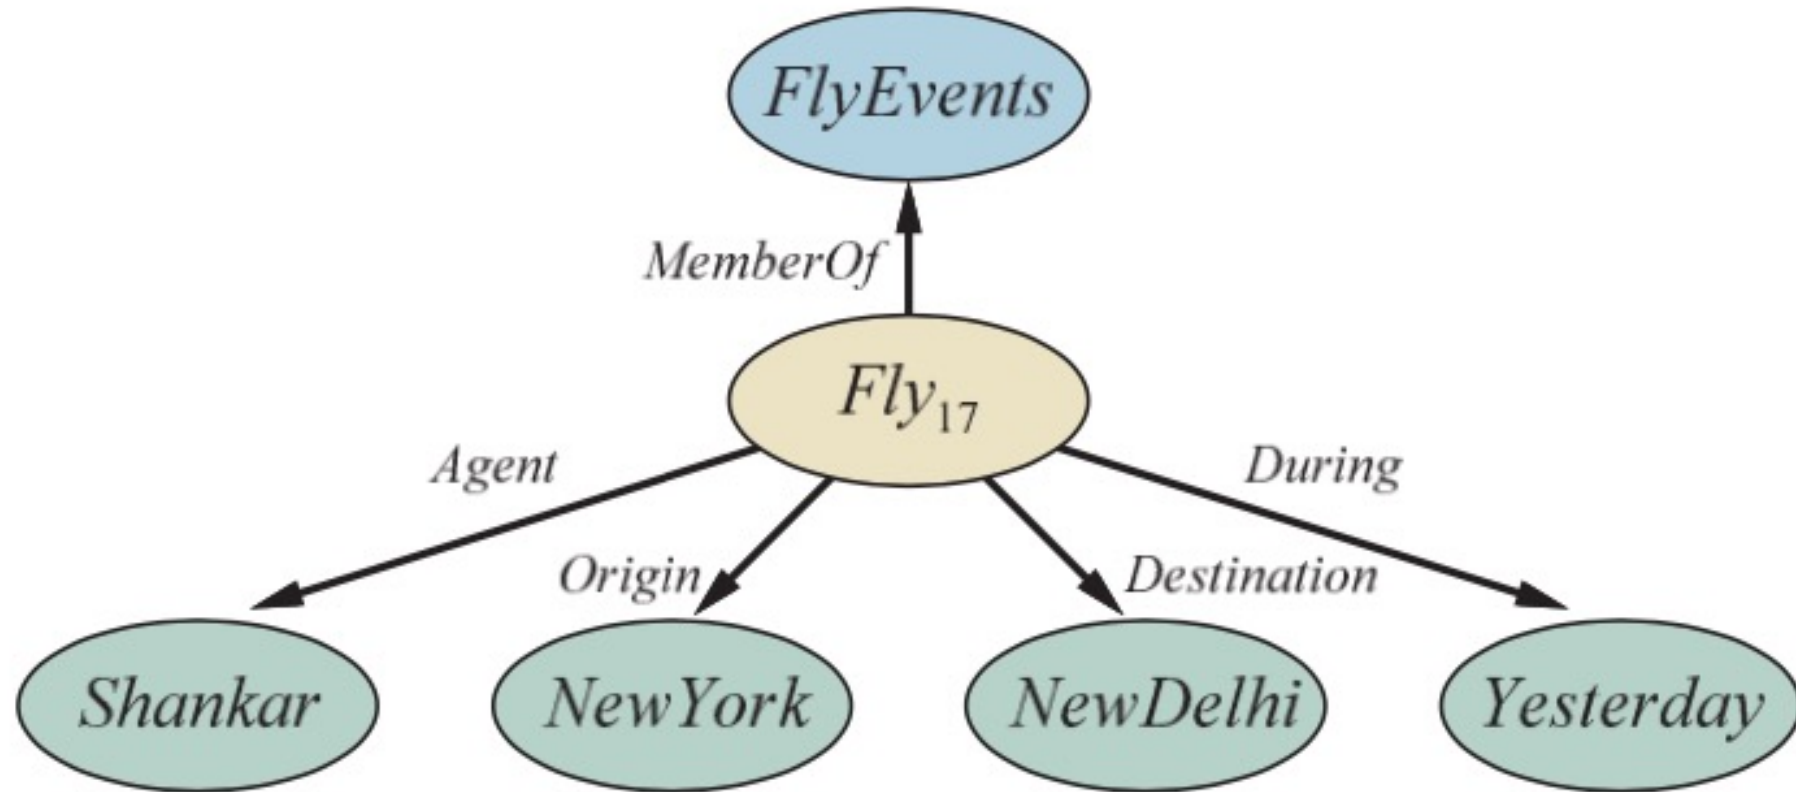 FlyEvents
MemberOf
Fly₁₇
Agent
During
Origin
Destination
Shankar
NewYork
NewDelhi
Yesterday